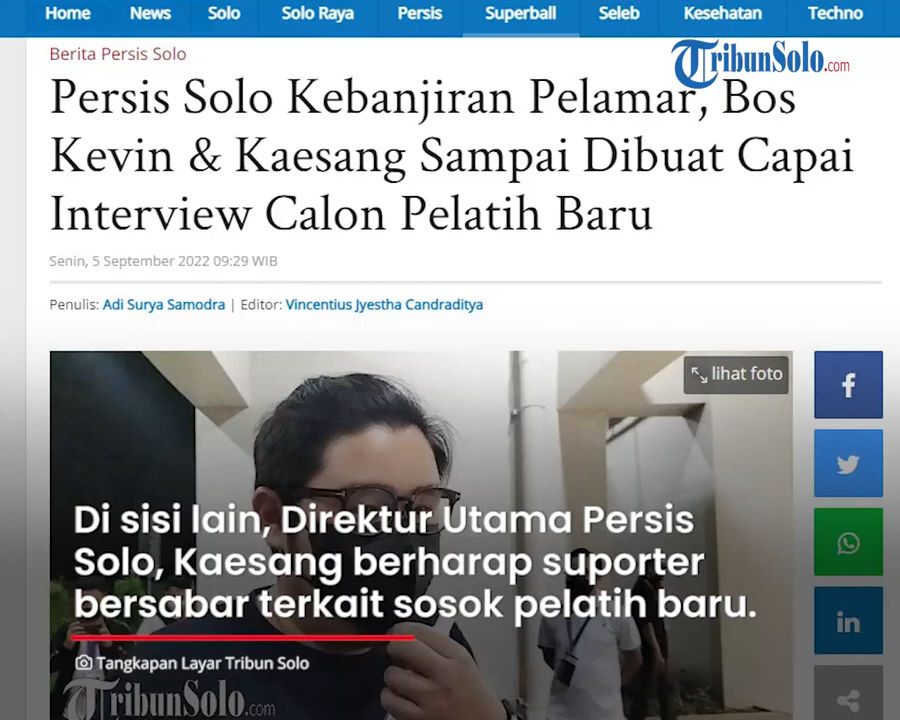 Home News Solo Solo Raya Persis Superball Seleb Kesehatan Techno
Berita Persis Solo
TribunSolo.com
Persis Solo Kebanjiran Pelamar, Bos
Kevin & Kaesang Sampai Dibuat Capai
Interview Calon Pelatih Baru
Senin, 5 September 2022 09:29 WIB
Penulis: Adi Surya Samodra | Editor: Vincentius Jyestha Candraditya
lihat foto
f
Di sisi lain, Direktur Utama Persis
Solo, Kaesang berharap suporter
bersabar terkait sosok pelatih baru.
in
Tangkapan Layar Tribun Solo
TribunSolo.com